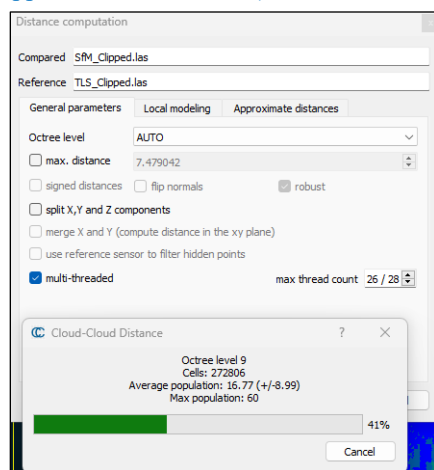 Distance computation
Compared SfM_Clipped.las
Reference TLS_Clipped.las
General parameters Local modeling Approximate distances
Octree level AUTO
max. distance 7.479042
signed distances flip normals robust
split X,Y and Z components
merge X and Y (compute distance in the xy plane)
use reference sensor to filter hidden points
multi-threaded max thread count 26 / 28
Cloud-Cloud Distance ?
Octree level 9
Cells: 272806
Average population: 16.77 (+/-8.99)
Max population: 60
41%
Cancel